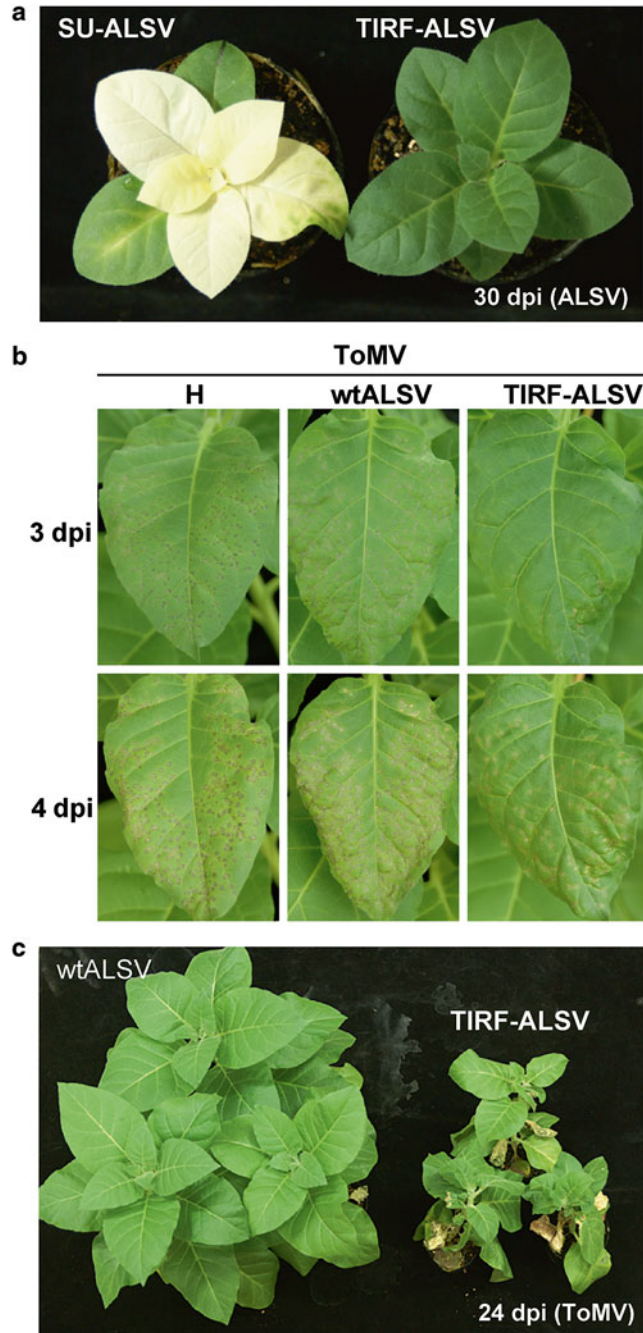 a
SU-ALSV TIRF-ALSV
30 dpi (ALSV)
b
ToMV
H wtALSV TIRF-ALSV
3 dpi
4 dpi
c
wtALSV
TIRF-ALSV
24 dpi (ToMV)